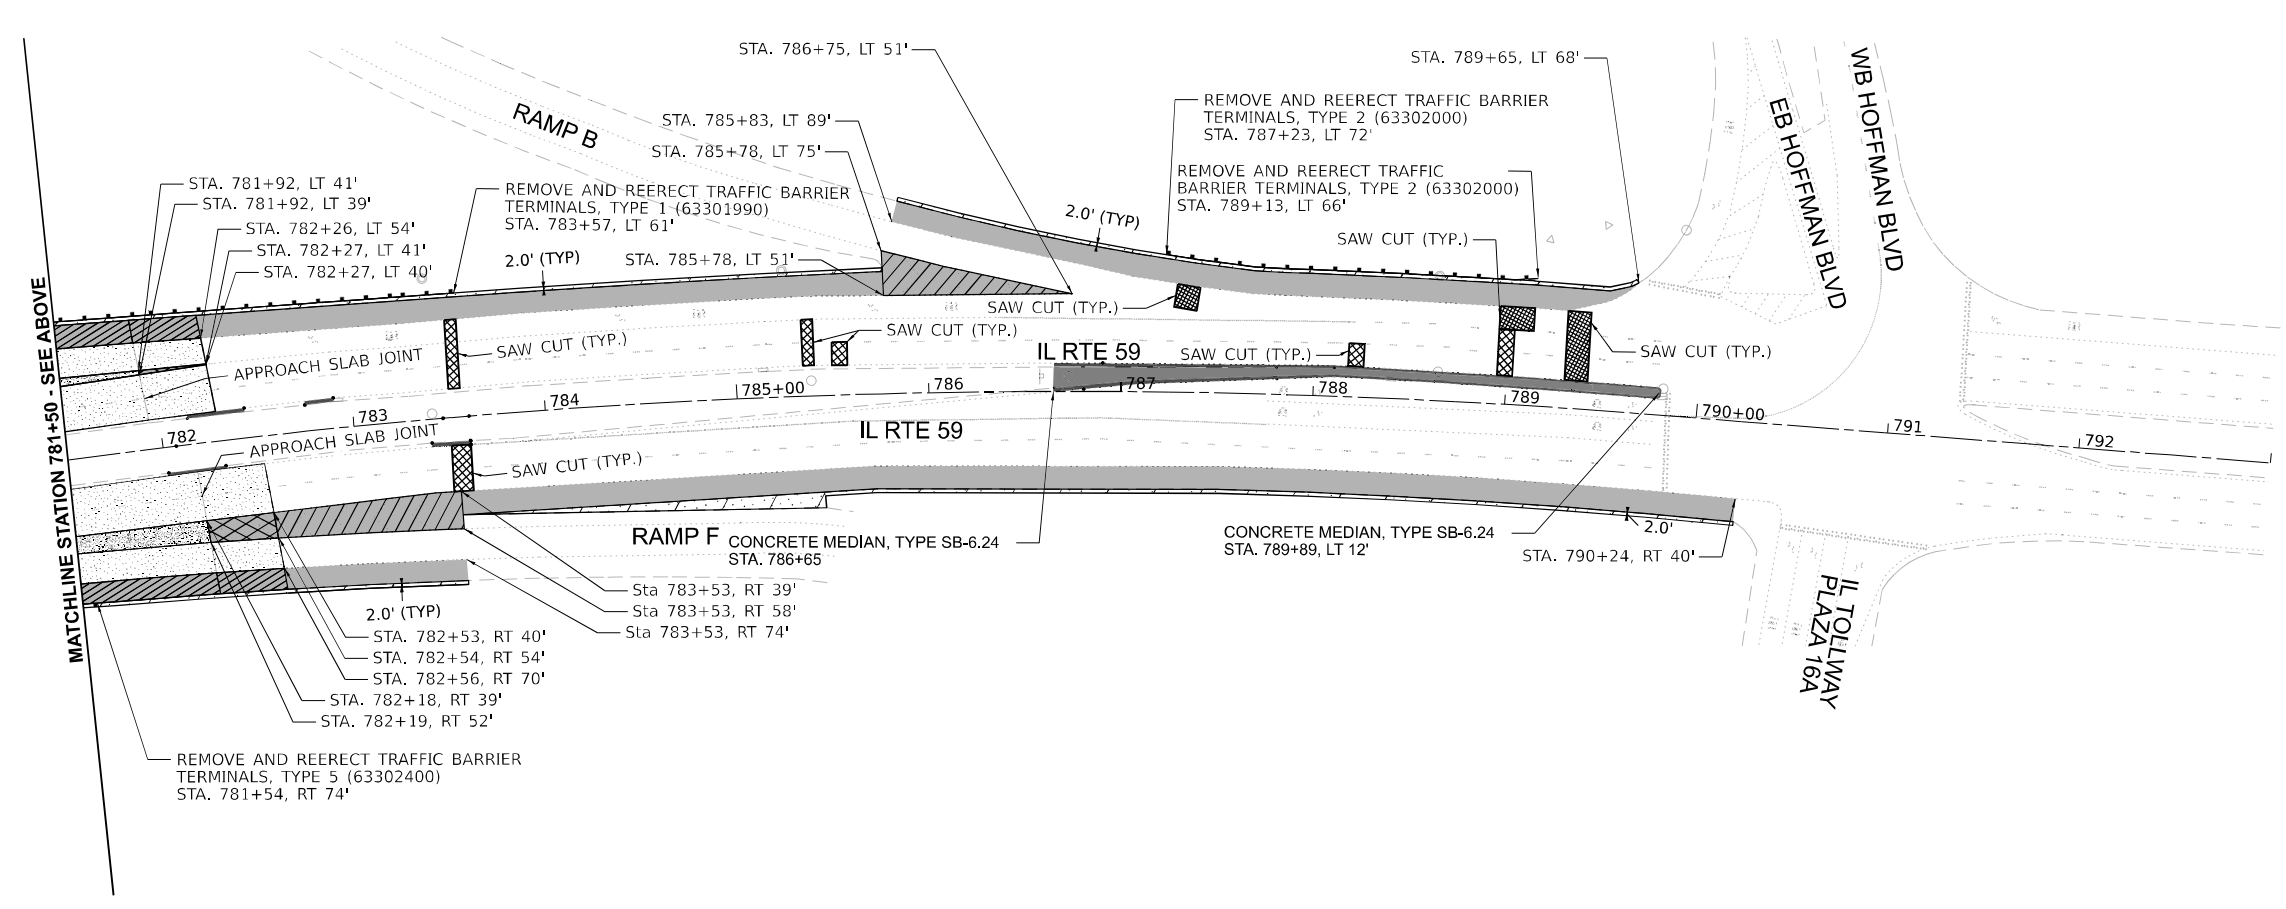 STA. 786+75, LT 51'
STA. 789+65, LT 68'
WB HOFFMAN BLVD
EB HOFFMAN BLVD
RAMP B
STA. 785+83, LT 89'
STA. 785+78, LT 75'
REMOVE AND REERECT TRAFFIC BARRIER
TERMINALS, TYPE 2 (63302000)
STA. 787+23, LT 72'
REMOVE AND REERECT TRAFFIC
BARRIER TERMINALS, TYPE 2 (63302000)
STA. 789+13, LT 66'
STA. 781+92, LT 41'
STA. 781+92, LT 39'
STA. 782+26, LT 54'
STA. 782+27, LT 41'
STA. 782+27, LT 40'
REMOVE AND REERECT TRAFFIC BARRIER
TERMINALS, TYPE 1 (63301990)
STA. 783+57, LT 61'
2.0' (TYP)
STA. 785+78, LT 51'
2.0' (TYP)
SAW CUT (TYP.)
SAW CUT (TYP.)
SAW CUT (TYP.)
SAW CUT (TYP.)
SAW CUT (TYP.)
SAW CUT (TYP.)
IL RTE 59
APPROACH SLAB JOINT
MATCHLINE STATION 781+50 - SEE ABOVE
782
783
784
785+00
786
787
788
789
790+00
791
792
APPROACH SLAB JOINT
SAW CUT (TYP.)
IL RTE 59
RAMP F
CONCRETE MEDIAN, TYPE SB-6.24
STA. 786+65
CONCRETE MEDIAN, TYPE SB-6.24
STA. 789+89, LT 12'
2.0'
STA. 790+24, RT 40'
IL TOLLWAY
PLAZA 16A
Sta 783+53, RT 39'
Sta 783+53, RT 58'
Sta 783+53, RT 74'
2.0' (TYP)
STA. 782+53, RT 40'
STA. 782+54, RT 54'
STA. 782+56, RT 70'
STA. 782+18, RT 39'
STA. 782+19, RT 52'
REMOVE AND REERECT TRAFFIC BARRIER
TERMINALS, TYPE 5 (63302400)
STA. 781+54, RT 74'